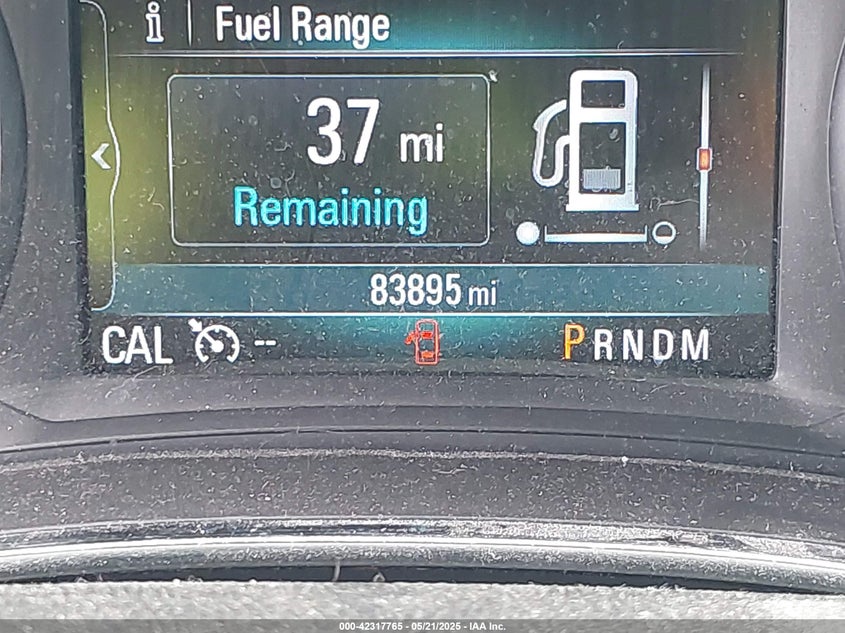 i Fuel Range
37 mi
Remaining
83895 mi
CAL -- PRNDM
000-42317765 - 05/21/2025 - IAA Inc.